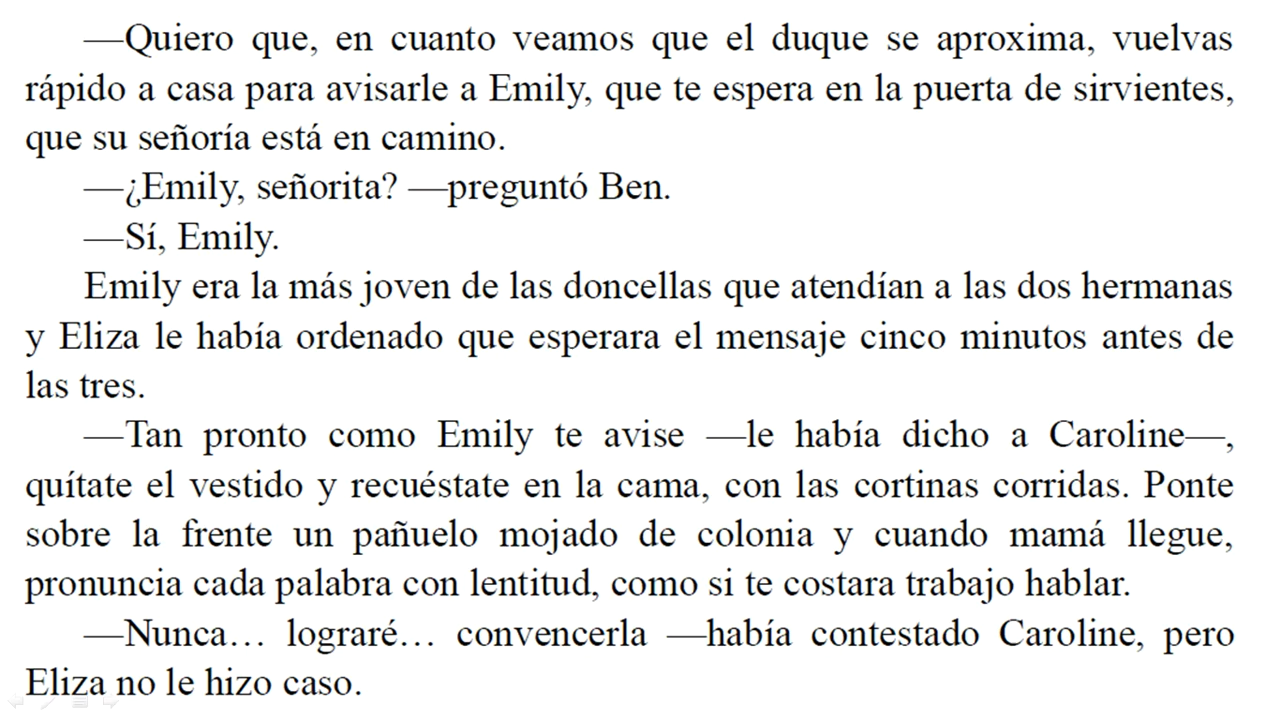 —Quiero que, en cuanto veamos que el duque se aproxima, vuelvas
rápido a casa para avisarle a Emily, que te espera en la puerta de sirvientes,
que su señoría está en camino.
—¿Emily, señorita? —preguntó Ben.
—Sí, Emily.
Emily era la más joven de las doncellas que atendían a las dos hermanas
y Eliza le había ordenado que esperara el mensaje cinco minutos antes de
las tres.
—Tan pronto como Emily te avise —le había dicho a Caroline—,
quítate el vestido y recuéstate en la cama, con las cortinas corridas. Ponte
sobre la frente un pañuelo mojado de colonia y cuando mamá llegue,
pronuncia cada palabra con lentitud, como si te costara trabajo hablar.
—Nunca… lograré… convencerla —había contestado Caroline, pero
Eliza no le hizo caso.